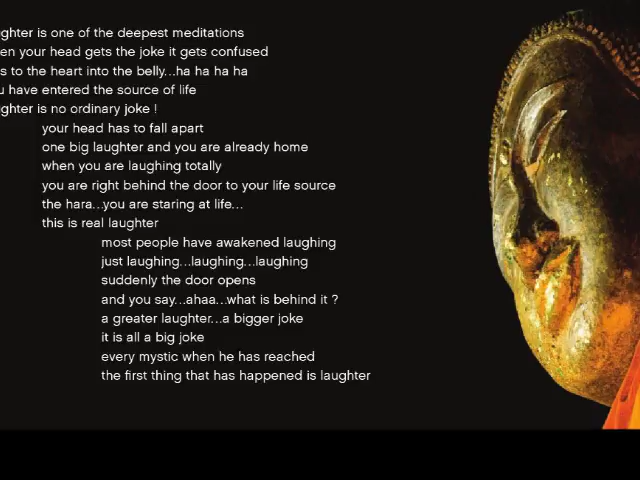 ghter is one of the deepest meditations
en your head gets the joke it gets confused
s to the heart into the belly...ha ha ha ha
u have entered the source of life
ghter is no ordinary joke !
your head has to fall apart
one big laughter and you are already home
when you are laughing totally
you are right behind the door to your life source
the hara...you are staring at life...
this is real laughter
most people have awakened laughing
just laughing...laughing...laughing
suddenly the door opens
and you say...ahaa...what is behind it ?
a greater laughter...a bigger joke
it is all a big joke
every mystic when he has reached
the first thing that has happened is laughter